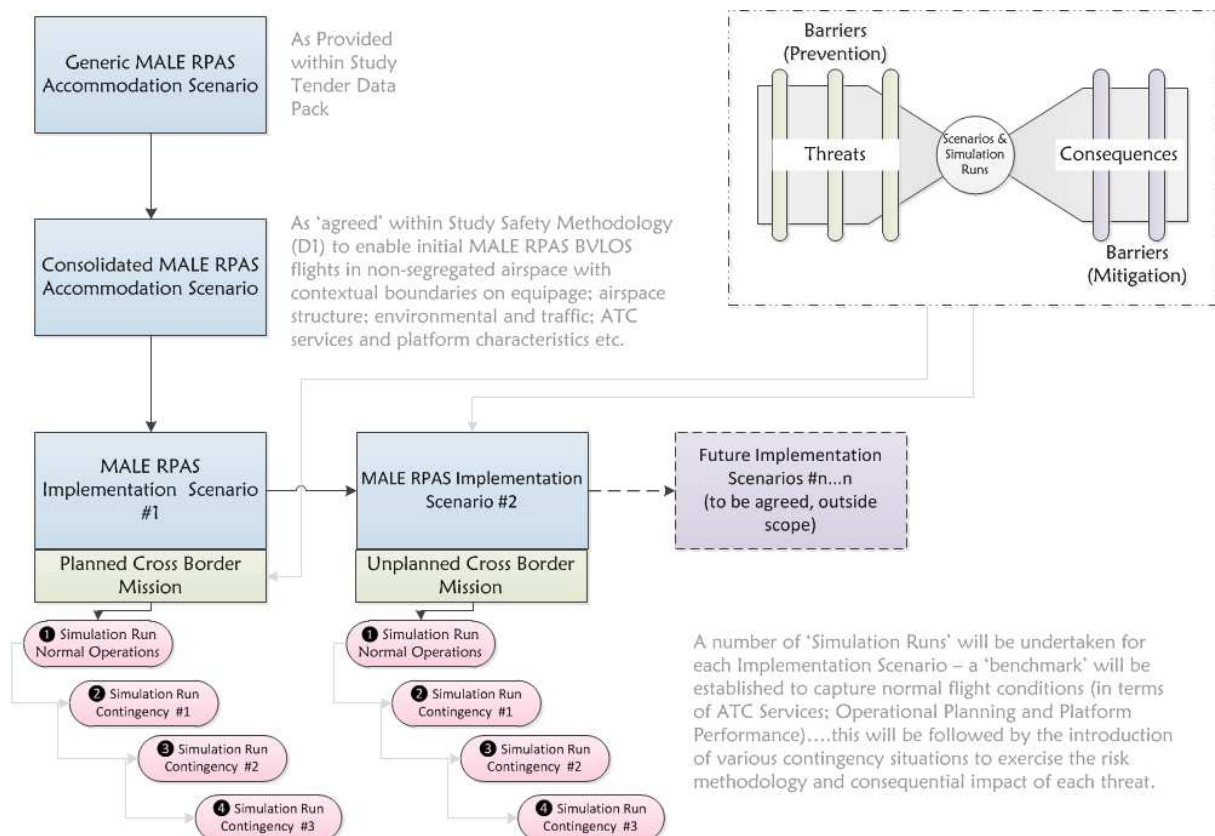 Generic MALE RPAS
Accommodation Scenario
As Provided
within Study
Tender Data
Pack
Barriers
(Prevention)
Threats
Scenarios &
Simulation
Runs
Consequences
Barriers
(Mitigation)
Consolidated MALE RPAS
Accommodation Scenario
As ‘agreed’ within Study Safety Methodology
(D1) to enable initial MALE RPAS BVLOS
flights in non-segregated airspace with
contextual boundaries on equipage; airspace
structure; environmental and traffic; ATC
services and platform characteristics etc.
MALE RPAS
Implementation Scenario
#1
Planned Cross Border
Mission
MALE RPAS Implementation
Scenario #2
Unplanned Cross Border
Mission
Future Implementation
Scenarios #n...n
(to be agreed, outside
scope)
1 Simulation Run
Normal Operations
2 Simulation Run
Contingency #1
3 Simulation Run
Contingency #2
4 Simulation Run
Contingency #3
1 Simulation Run
Normal Operations
2 Simulation Run
Contingency #1
3 Simulation Run
Contingency #2
4 Simulation Run
Contingency #3
A number of ‘Simulation Runs’ will be undertaken for
each Implementation Scenario – a ‘benchmark’ will be
established to capture normal flight conditions (in terms
of ATC Services; Operational Planning and Platform
Performance)....this will be followed by the introduction
of various contingency situations to exercise the risk
methodology and consequential impact of each threat.